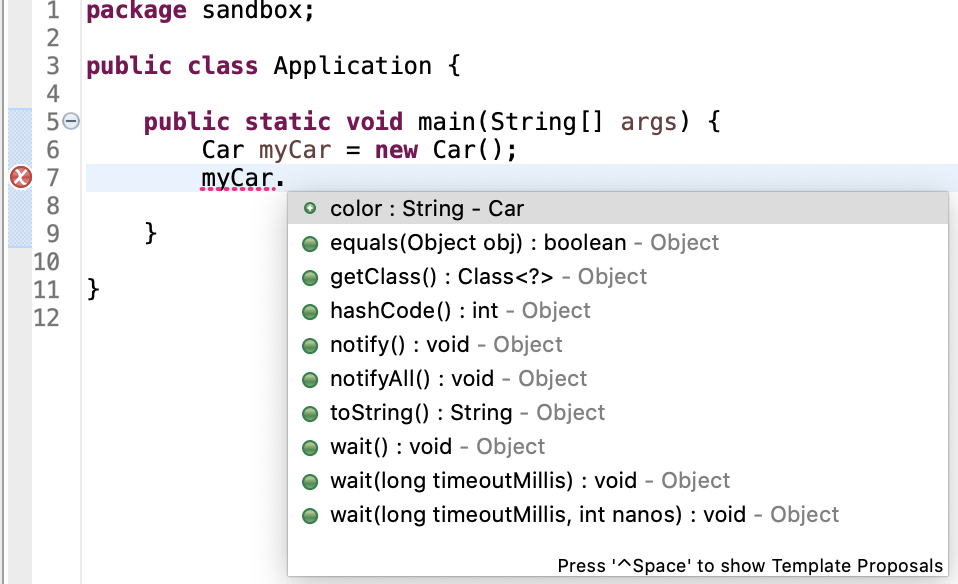 1 package sandbox;
2
3 public class Application {
4
5 public static void main(String[] args) {
6 Car myCar = new Car();
7 myCar.
8
9 }
10
11 }
12
color : String - Car
equals(Object obj) : boolean - Object
getClass() : Class<?> - Object
hashCode() : int - Object
notify() : void - Object
notifyAll() : void - Object
toString() : String - Object
wait() : void - Object
wait(long timeoutMillis) : void - Object
wait(long timeoutMillis, int nanos) : void - Object
Press '^Space' to show Template Proposals